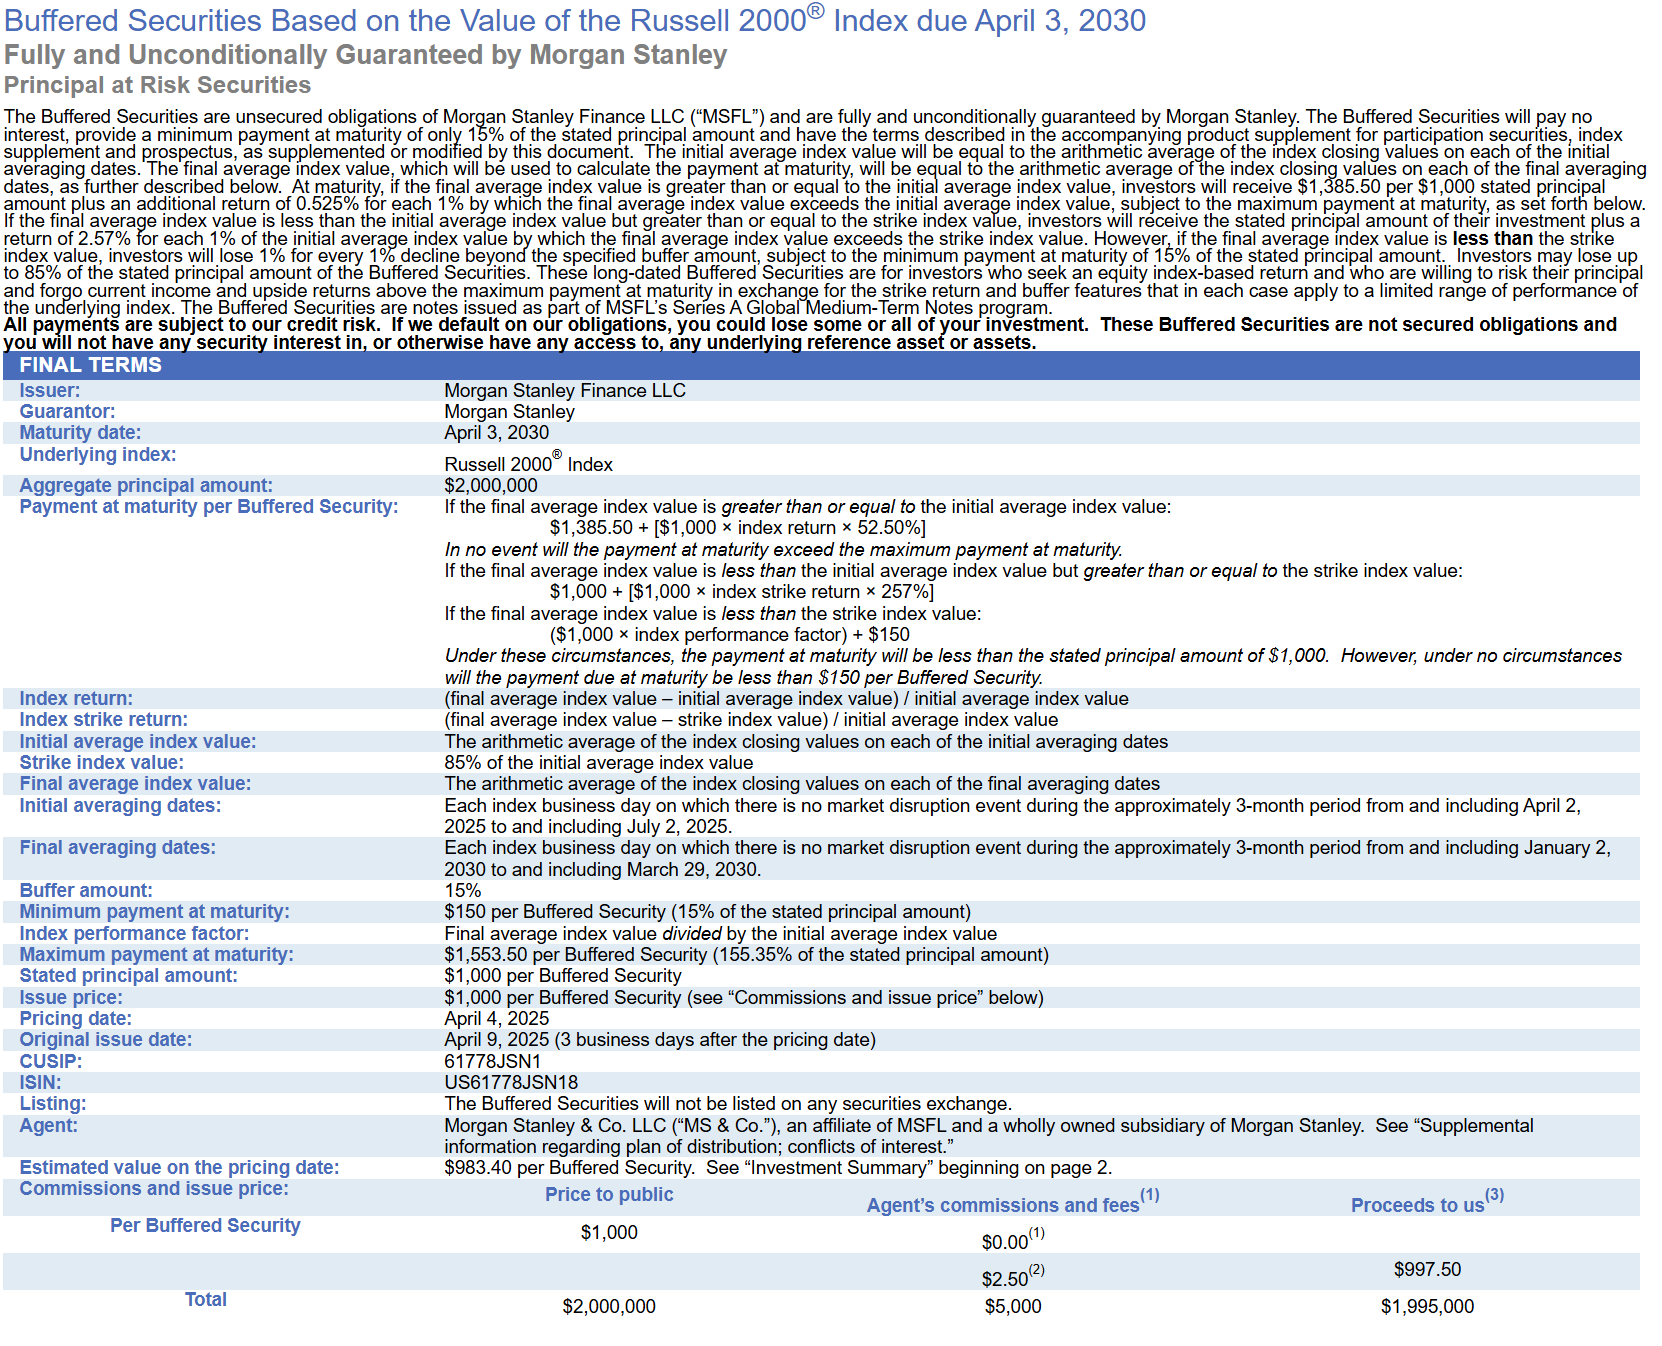 Buffered Securities Based on the Value of the Russell 2000® Index due April 3, 2030
Fully and Unconditionally Guaranteed by Morgan Stanley
Principal at Risk Securities
The Buffered Securities are unsecured obligations of Morgan Stanley Finance LLC (“MSFL”) and are fully and unconditionally guaranteed by Morgan Stanley. The Buffered Securities will pay no
interest, provide a minimum payment at maturity of only 15% of the stated principal amount and have the terms described in the accompanying product supplement for participation securities, index
supplement and prospectus, as supplemented or modified by this document. The initial average index value will be equal to the arithmetic average of the index closing values on each of the initial
averaging dates. The final average index value, which will be used to calculate the payment at maturity, will be equal to the arithmetic average of the index closing values on each of the final averaging
dates, as further described below. At maturity, if the final average index value is greater than or equal to the initial average index value, investors will receive $1,385.50 per $1,000 stated principal
amount plus an additional return of 0.525% for each 1% by which the final average index value exceeds the initial average index value, subject to the maximum payment at maturity, as set forth below.
If the final average index value is less than the initial average index value but greater than or equal to the strike index value, investors will receive the stated principal amount of their investment plus a
return of 2.57% for each 1% of the initial average index value by which the final average index value exceeds the strike index value. However, if the final average index value is less than the strike
index value, investors will lose 1% for every 1% decline beyond the specified buffer amount, subject to the minimum payment at maturity of 15% of the stated principal amount. Investors may lose up
to 85% of the stated principal amount of the Buffered Securities. These long-dated Buffered Securities are for investors who seek an equity index-based return and who are willing to risk their principal
and forgo current income and upside returns above the maximum payment at maturity in exchange for the strike return and buffer features that in each case apply to a limited range of performance of
the underlying index. The Buffered Securities are notes issued as part of MSFL’s Series A Global Medium-Term Notes program.
All payments are subject to our credit risk. If we default on our obligations, you could lose some or all of your investment. These Buffered Securities are not secured obligations and
you will not have any security interest in, or otherwise have any access to, any underlying reference asset or assets.
FINAL TERMS
Issuer: Morgan Stanley Finance LLC
Guarantor: Morgan Stanley
Maturity date: April 3, 2030
Underlying index: Russell 2000® Index
Aggregate principal amount: $2,000,000
Payment at maturity per Buffered Security: If the final average index value is greater than or equal to the initial average index value:
$1,385.50 + [$1,000 × index return × 52.50%]
In no event will the payment at maturity exceed the maximum payment at maturity.
If the final average index value is less than the initial average index value but greater than or equal to the strike index value:
$1,000 + [$1,000 × index strike return × 257%]
If the final average index value is less than the strike index value:
($1,000 × index performance factor) + $150
Under these circumstances, the payment at maturity will be less than the stated principal amount of $1,000. However, under no circumstances
will the payment due at maturity be less than $150 per Buffered Security.
Index return: (final average index value – initial average index value) / initial average index value
Index strike return: (final average index value – strike index value) / initial average index value
Initial average index value: The arithmetic average of the index closing values on each of the initial averaging dates
Strike index value: 85% of the initial average index value
Final average index value: The arithmetic average of the index closing values on each of the final averaging dates
Initial averaging dates: Each index business day on which there is no market disruption event during the approximately 3-month period from and including April 2,
2025 to and including July 2, 2025.
Final averaging dates: Each index business day on which there is no market disruption event during the approximately 3-month period from and including January 2,
2030 to and including March 29, 2030.
Buffer amount: 15%
Minimum payment at maturity: $150 per Buffered Security (15% of the stated principal amount)
Index performance factor: Final average index value divided by the initial average index value
Maximum payment at maturity: $1,553.50 per Buffered Security (155.35% of the stated principal amount)
Stated principal amount: $1,000 per Buffered Security
Issue price: $1,000 per Buffered Security (see “Commissions and issue price” below)
Pricing date: April 4, 2025
Original issue date: April 9, 2025 (3 business days after the pricing date)
CUSIP: 61778JSN1
ISIN: US61778JSN18
Listing: The Buffered Securities will not be listed on any securities exchange.
Agent: Morgan Stanley & Co. LLC (“MS & Co.”), an affiliate of MSFL and a wholly owned subsidiary of Morgan Stanley. See “Supplemental
information regarding plan of distribution; conflicts of interest.”
Estimated value on the pricing date: $983.40 per Buffered Security. See “Investment Summary” beginning on page 2.
Commissions and issue price: Price to public Agent’s commissions and fees(1) Proceeds to us(3)
Per Buffered Security $1,000 $0.00(1)
$2.50(2) $997.50
Total $2,000,000 $5,000 $1,995,000